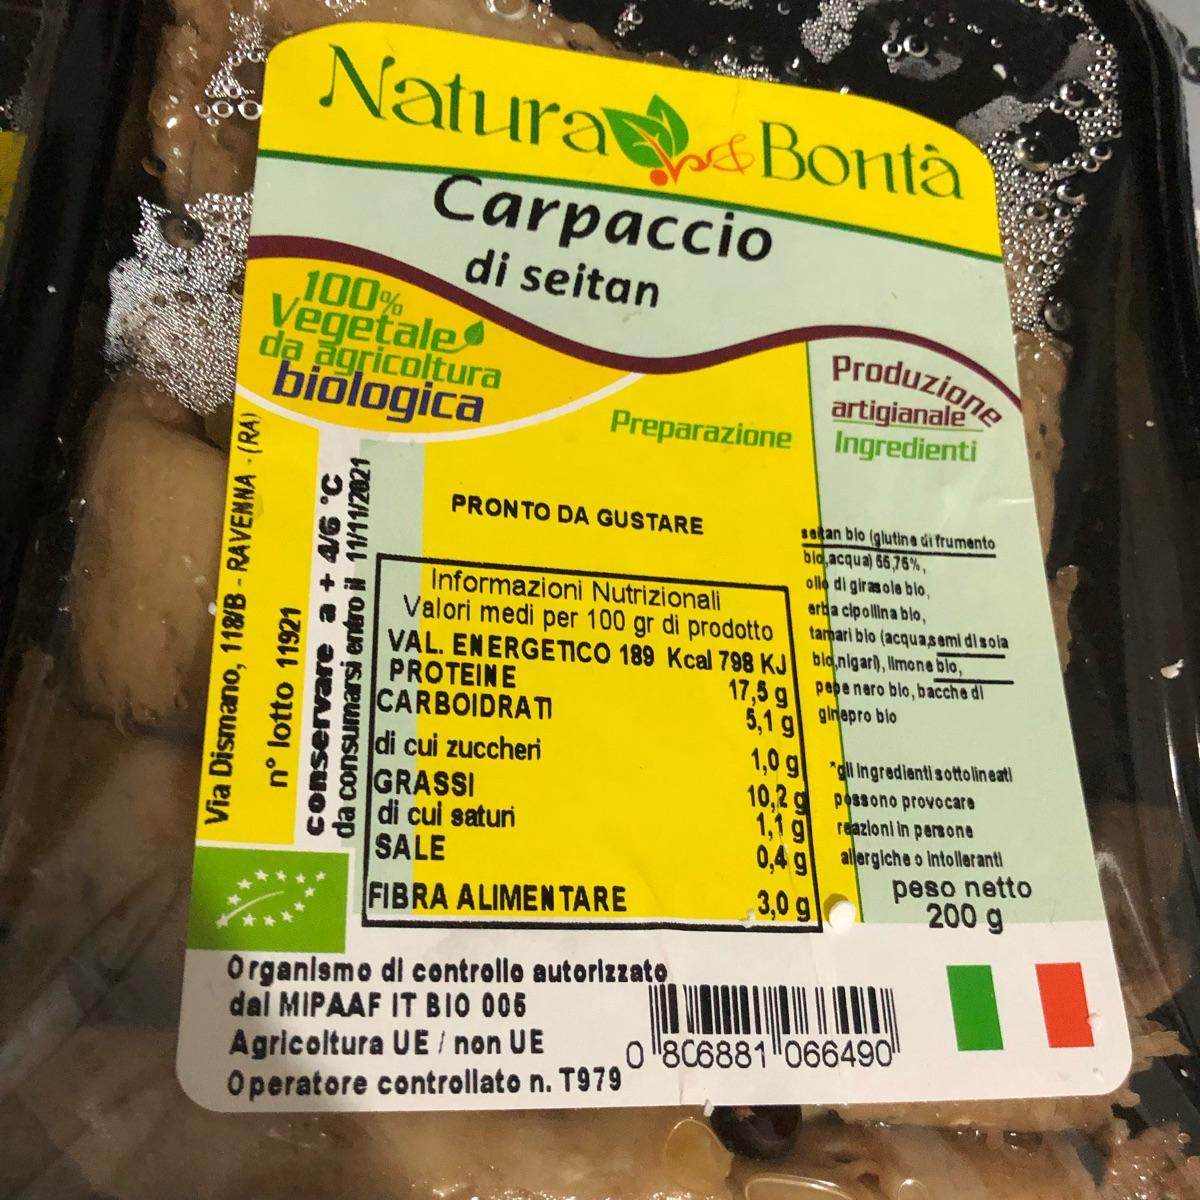 Natura & Bontà
Carpaccio
di seitan
100%
Vegetale
da agricoltura
biologica
Preparazione
PRONTO DA GUSTARE
Produzione
artigianale
Ingredienti
seitan bio (glutine di frumento
bio,acqua) 66,75%,
olio di girasole bio,
erba cipollina bio,
tamari bio (acqua,semi di soia
bio,nigari), limone bio,
pepe nero bio, bacche di
ginepro bio
*gli ingredienti sottolineati
possono provocare
reazioni in persone
allergiche o intolleranti
peso netto
200 g
Via Dismano, 118/B - RAVENNA - (RA)
n° lotto 11921
conservare a + 4/6 °C
da consumarsi entro il 11/11/2021
Informazioni Nutrizionali
Valori medi per 100 gr di prodotto
VAL. ENERGETICO 189 Kcal 798 KJ
PROTEINE 17,5 g
CARBOIDRATI 5,1 g
di cui zuccheri 1,0 g
GRASSI 10,2 g
di cui saturi 1,1 g
SALE 0,4 g
FIBRA ALIMENTARE 3,0 g
Organismo di controllo autorizzato
dal MIPAAF IT BIO 006
Agricoltura UE / non UE
Operatore controllato n. T979
0 806881 066490